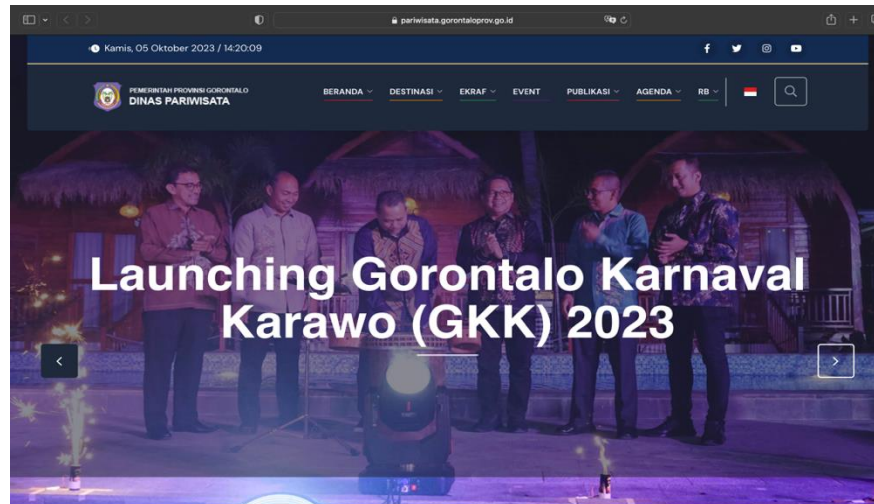 pariwisata.gorontaloprov.go.id
Kamis, 05 Oktober 2023 / 14:20:09
PEMERINTAH PROVINSI GORONTALO
DINAS PARIWISATA
BERANDA DESTINASI EKRAF EVENT PUBLIKASI AGENDA RB
Launching Gorontalo Karnaval
Karawo (GKK) 2023